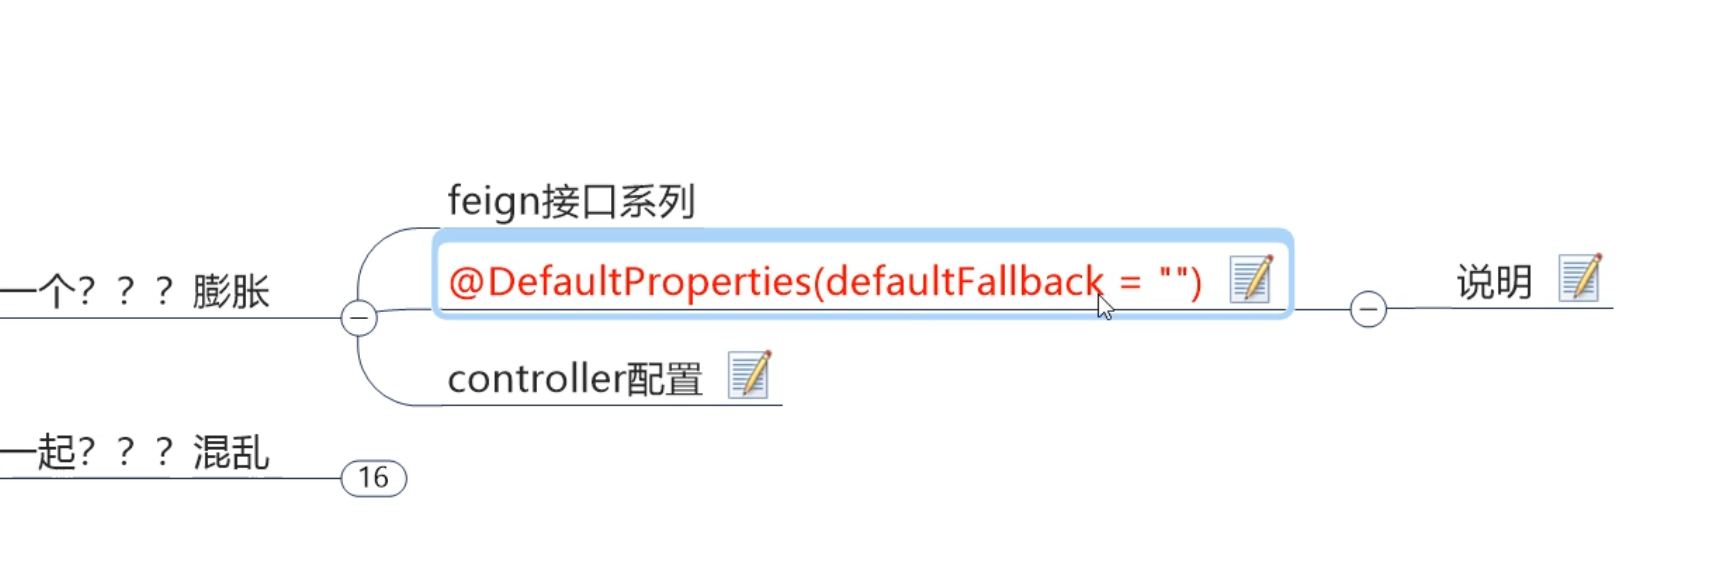 feign接口系列
一个？？？膨胀
@DefaultProperties(defaultFallback = "")
说明
controller配置
一起？？？混乱
16